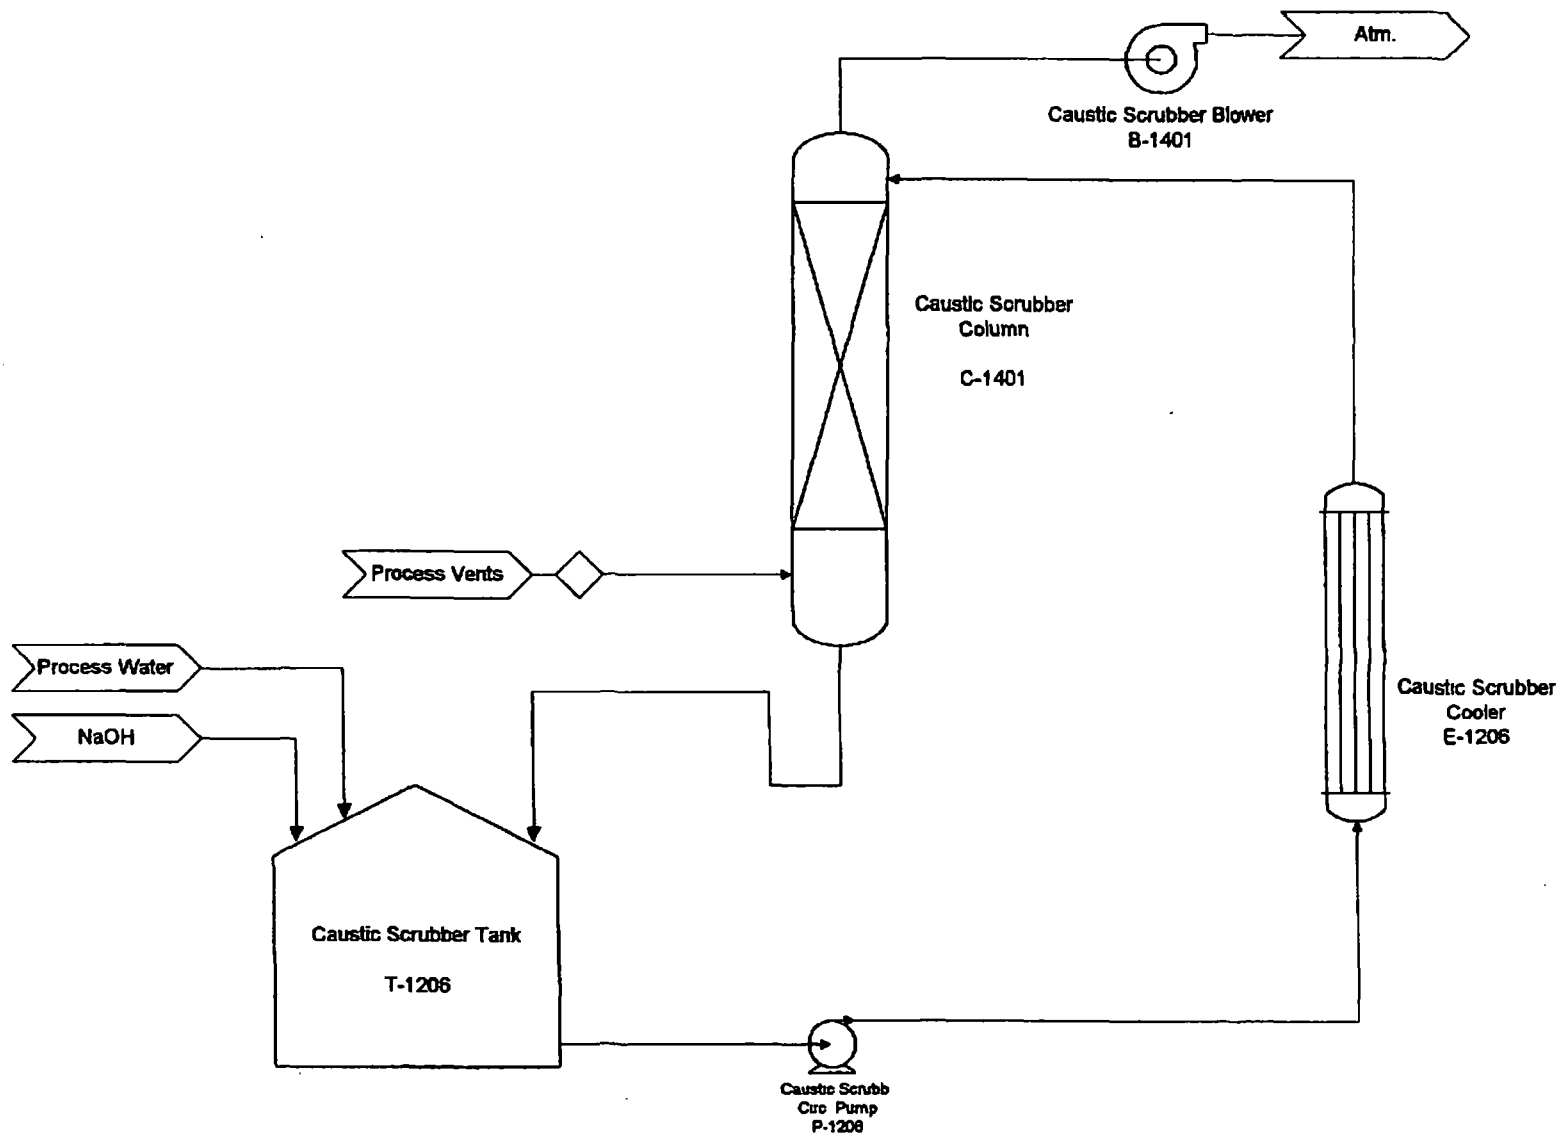 Atm.
Caustic Scrubber Blower
B-1401
Caustic Scrubber
Column
C-1401
Process Vents
Process Water
NaOH
Caustic Scrubber
Cooler
E-1206
Caustic Scrubber Tank
T-1206
Caustic Scrubb
Circ Pump
P-1206